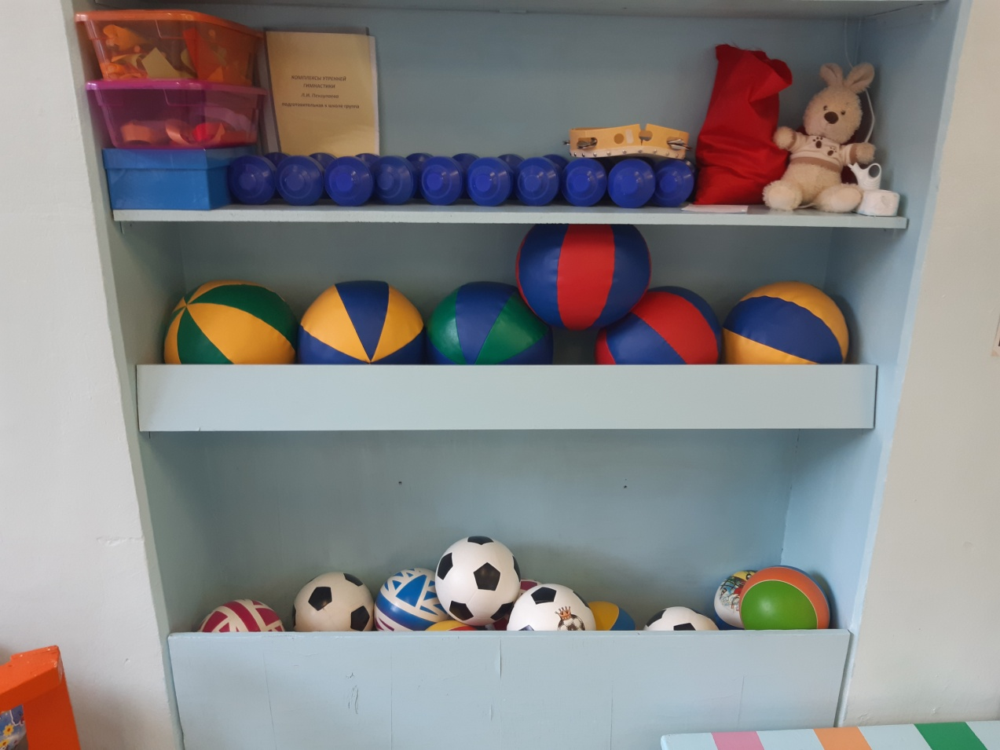 КОМПЛЕКСЫ УТРЕННЕЙ
ГИМНАСТИКИ
Л.И. Пензулаева
подготовительная к школе группа